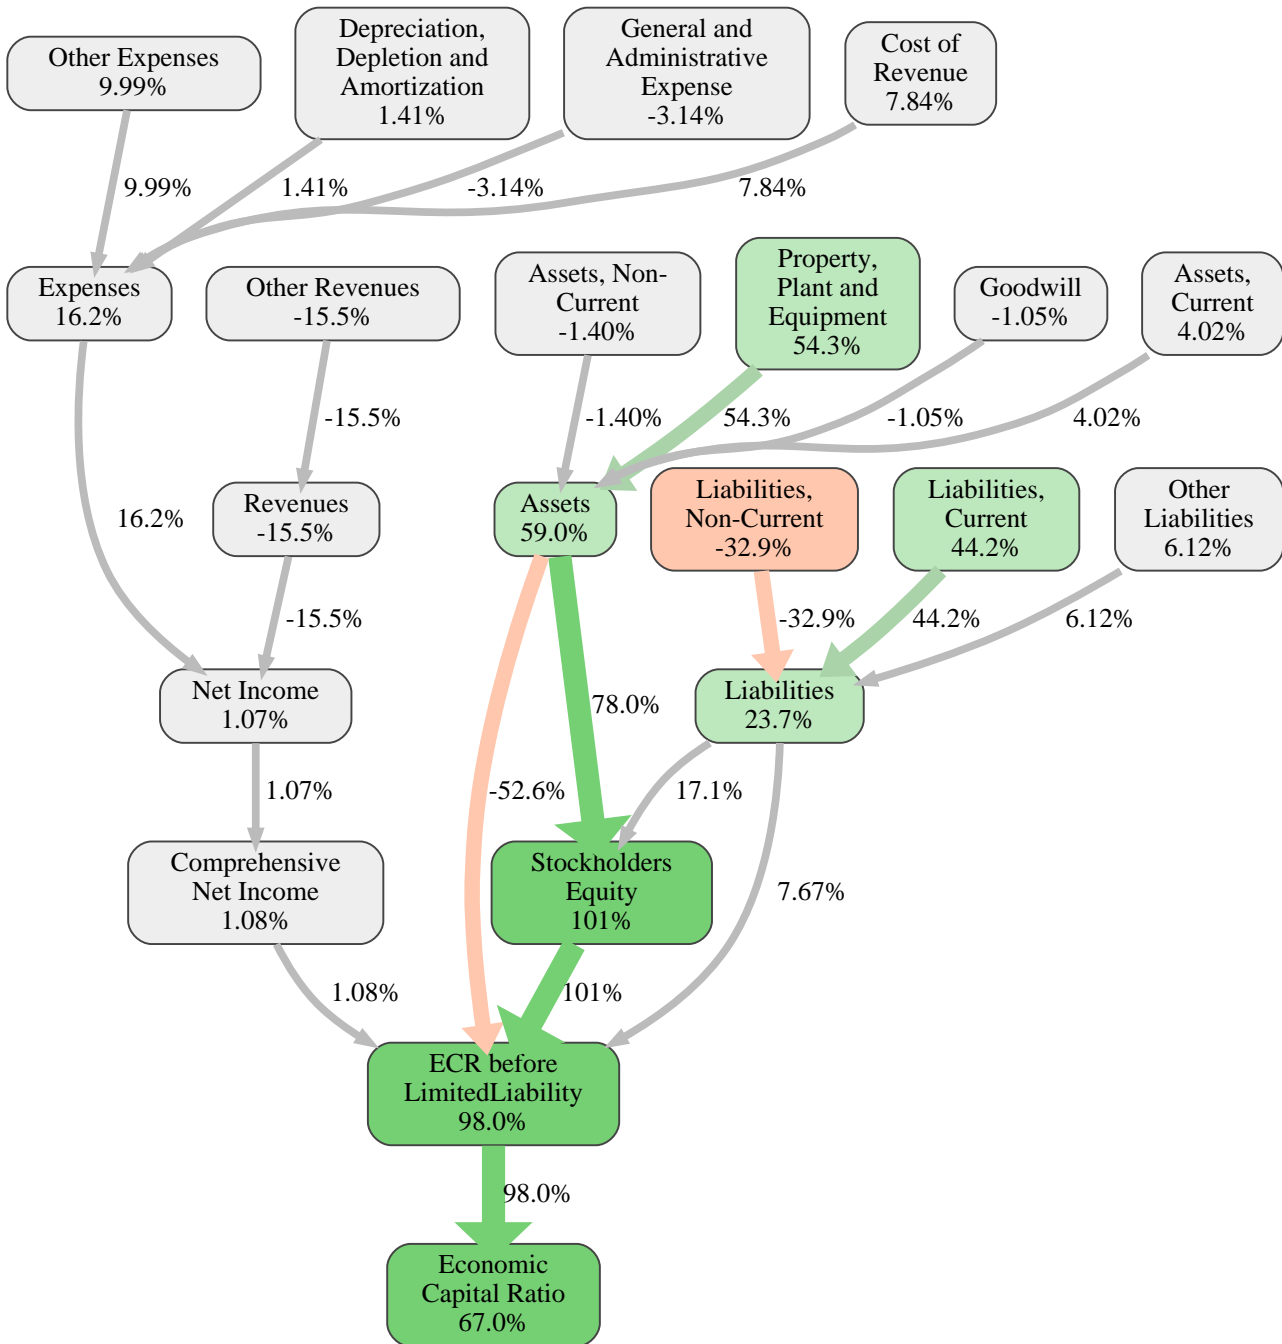 Other Expenses
9.99%
Depreciation,
Depletion and
Amortization
1.41%
General and
Administrative
Expense
-3.14%
Cost of
Revenue
7.84%
9.99%
1.41%
-3.14%
7.84%
Expenses
16.2%
Other Revenues
-15.5%
Assets, Non-
Current
-1.40%
Property,
Plant and
Equipment
54.3%
Goodwill
-1.05%
Assets,
Current
4.02%
-15.5%
-1.40%
54.3%
-1.05%
4.02%
16.2%
Revenues
-15.5%
Assets
59.0%
Liabilities,
Non-Current
-32.9%
Liabilities,
Current
44.2%
Other
Liabilities
6.12%
-15.5%
-32.9%
44.2%
6.12%
Net Income
1.07%
78.0%
Liabilities
23.7%
1.07%
-52.6%
17.1%
Comprehensive
Net Income
1.08%
Stockholders
Equity
101%
7.67%
1.08%
101%
ECR before
LimitedLiability
98.0%
98.0%
Economic
Capital Ratio
67.0%